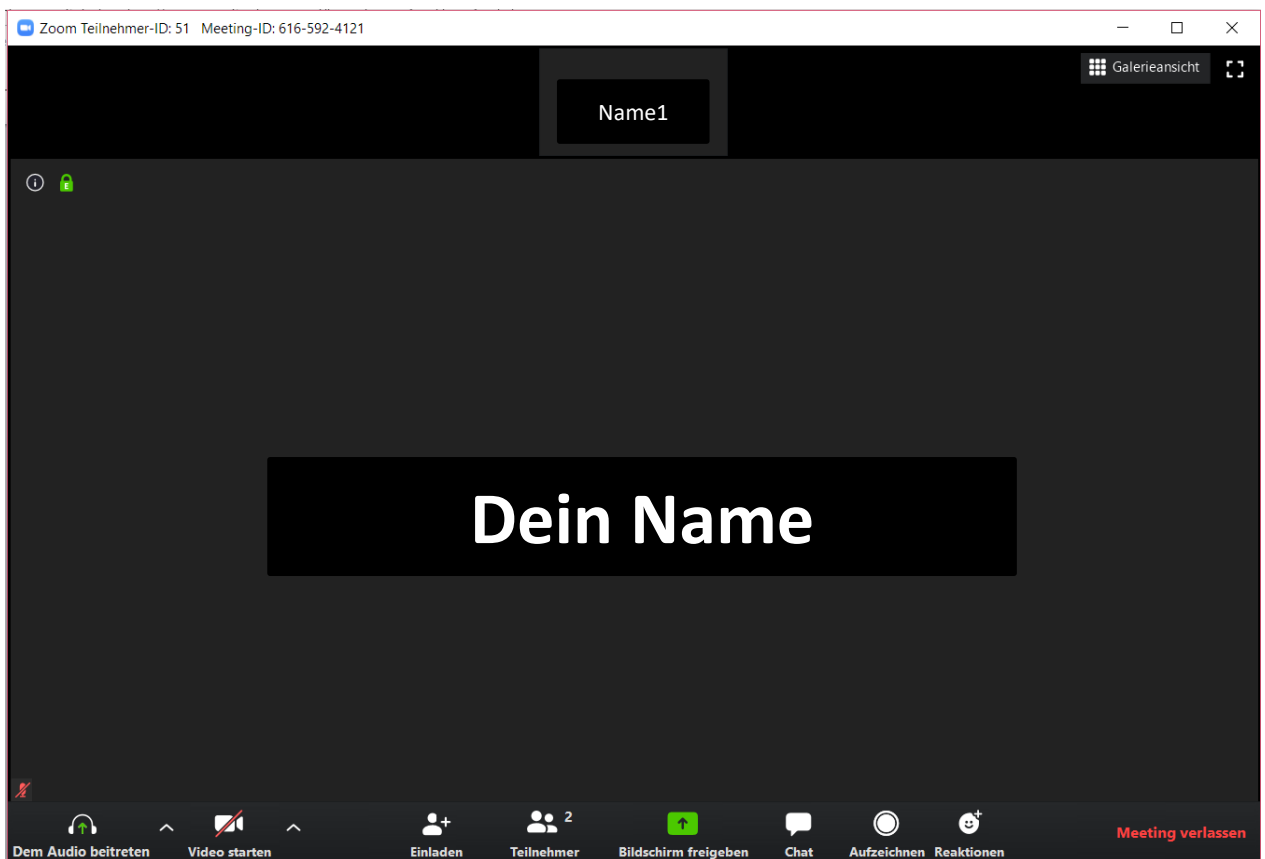 Zoom Teilnehmer-ID: 51 Meeting-ID: 616-592-4121
Galerieansicht
Name1
E
Dein Name
2
Dem Audio beitreten Video starten Einladen Teilnehmer Bildschirm freigeben Chat Aufzeichnen Reaktionen Meeting verlassen